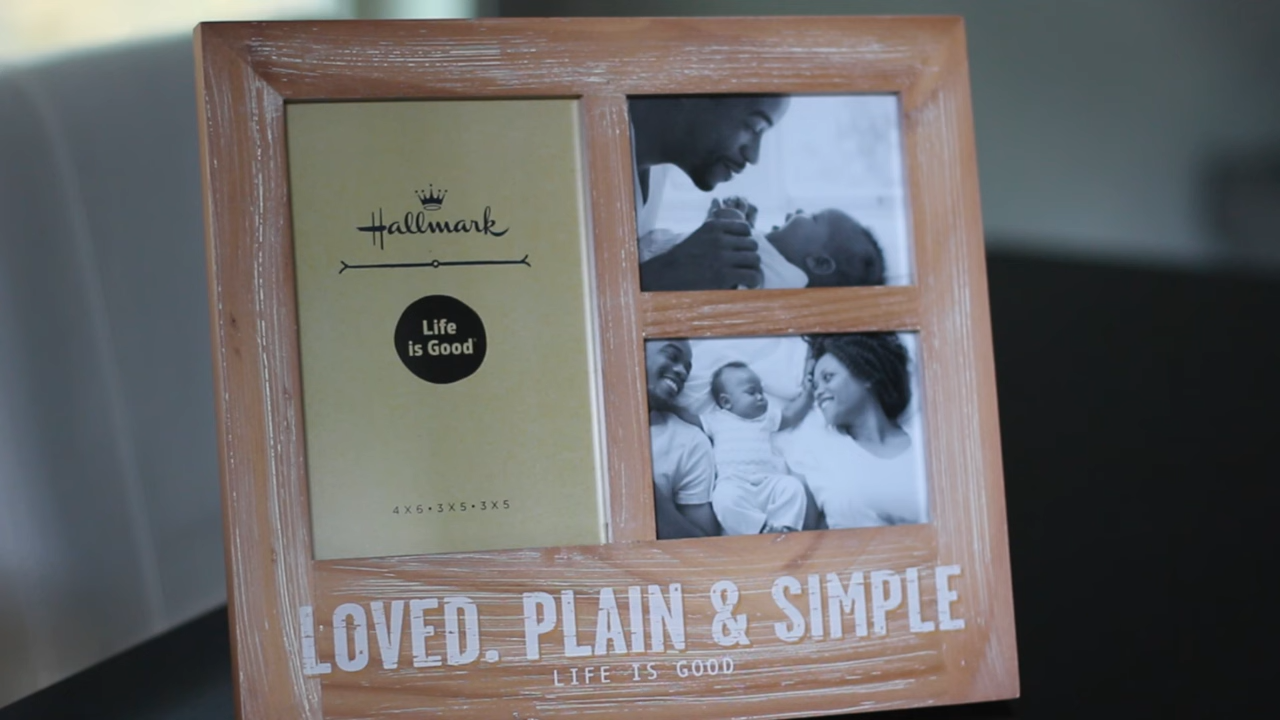 Hallmark
Life
is Good
4X6•3X5•3X5
LOVED. PLAIN & SIMPLE
LIFE IS GOOD